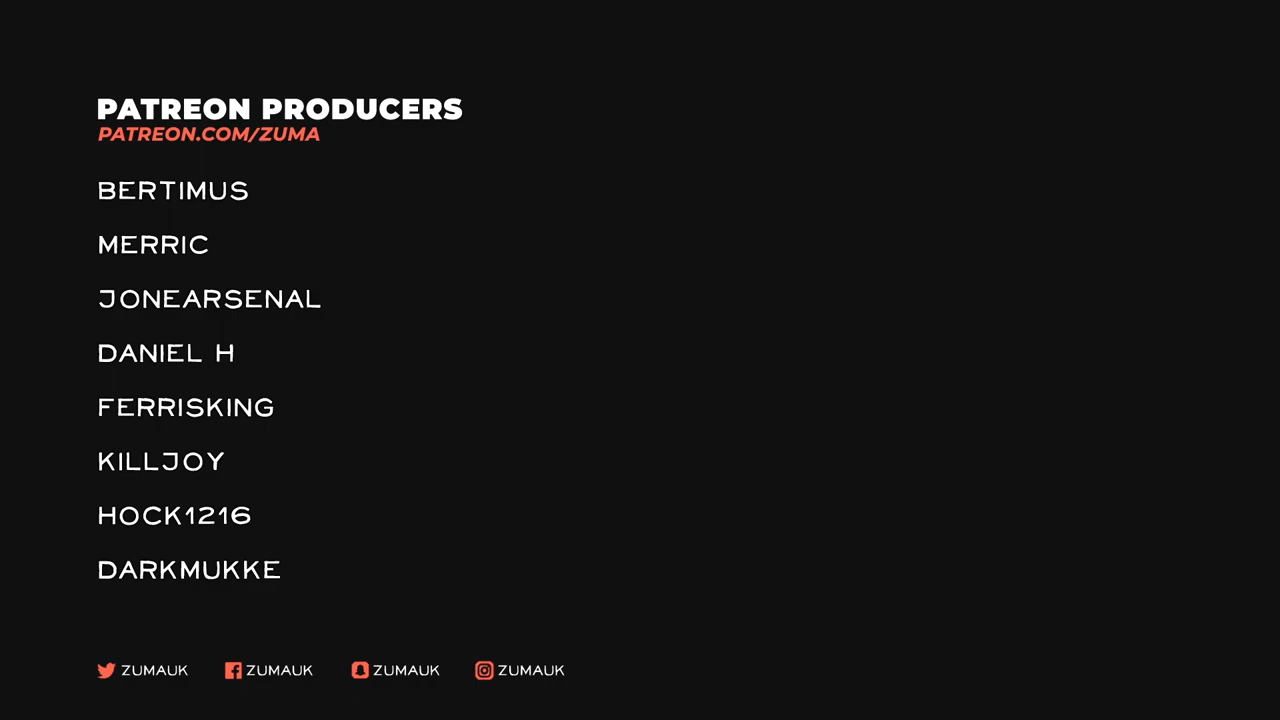 PATREON PRODUCERS
PATREON.COM/ZUMA
BERTIMUS
MERRIC
JONEARSENAL
DANIEL H
FERRISKING
KILLJOY
HOCK1216
DARKMUKKE
ZUMAUK ZUMAUK ZUMAUK ZUMAUK